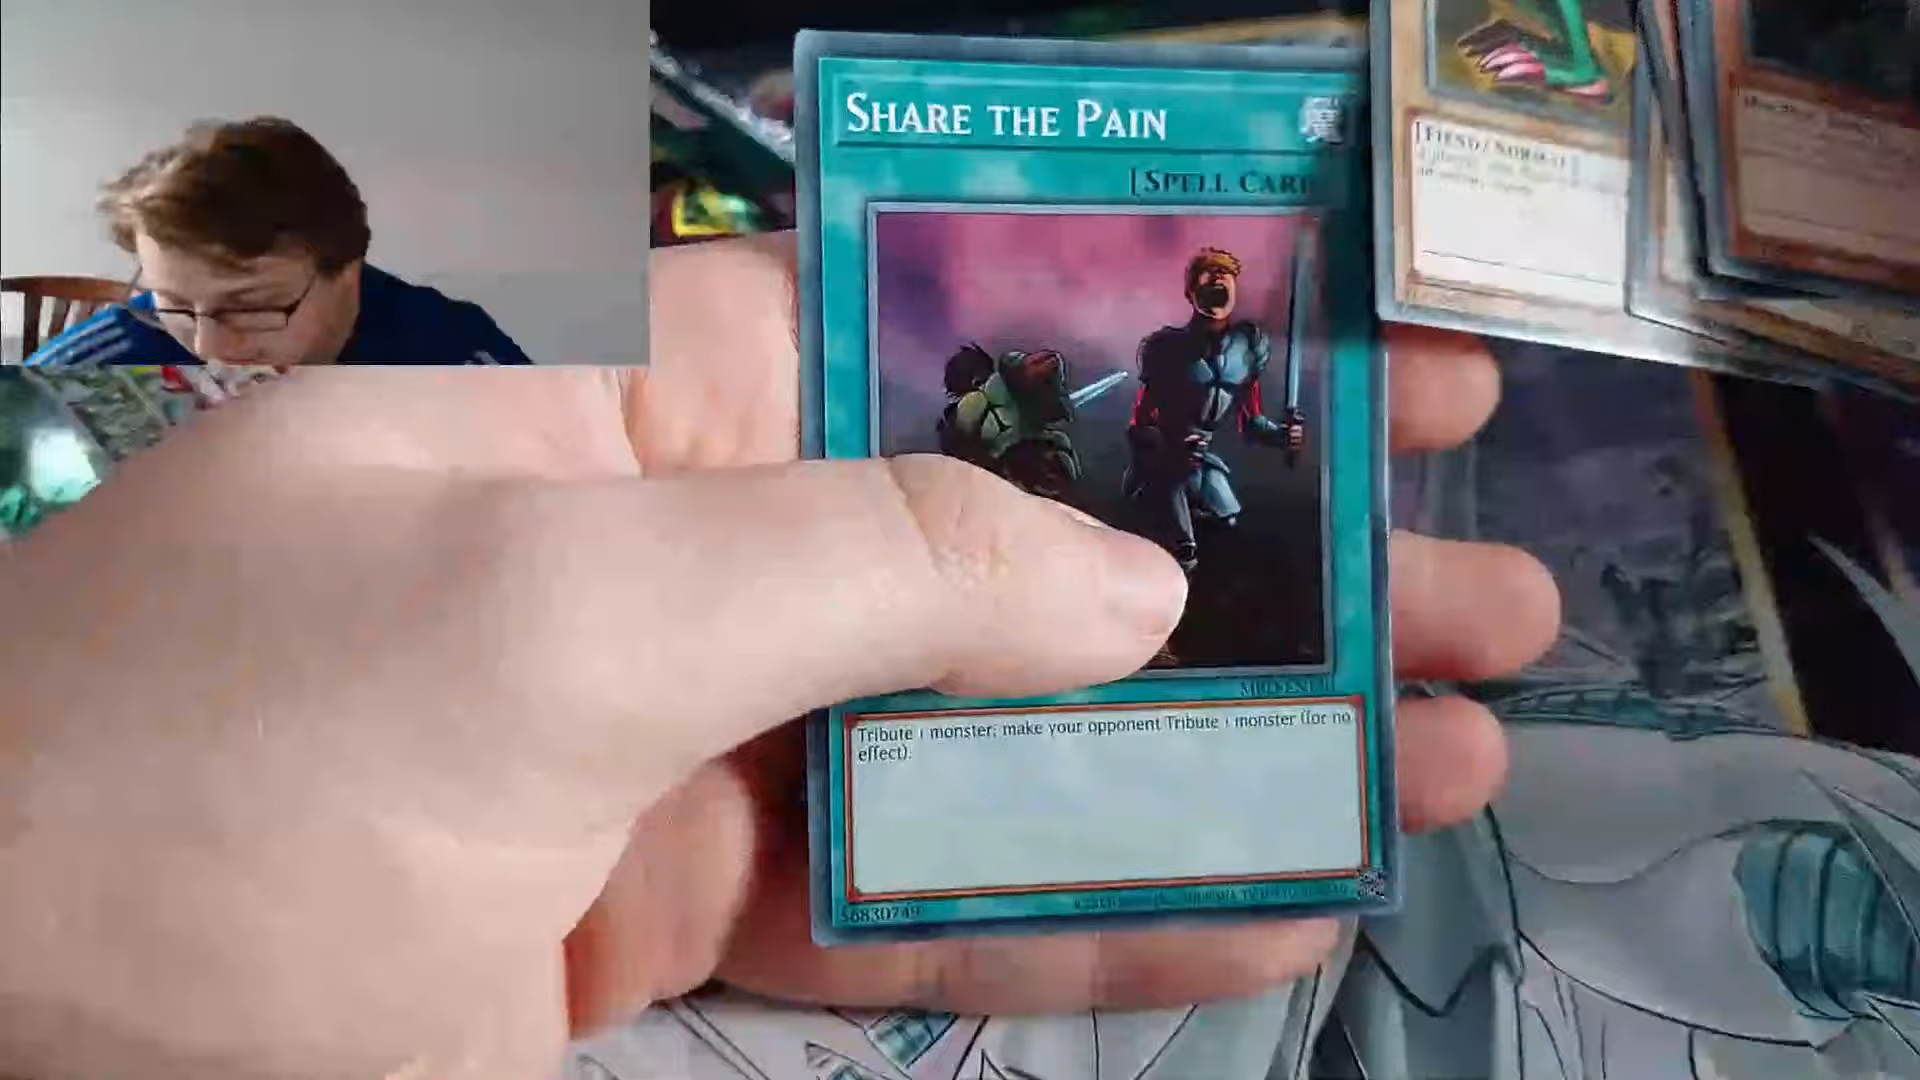 SHARE THE PAIN
魔
[SPELL CARD
Tribute 1 monster; make your opponent Tribute 1 monster (for no
effect).
56830749
[FIEND / NORMAL]